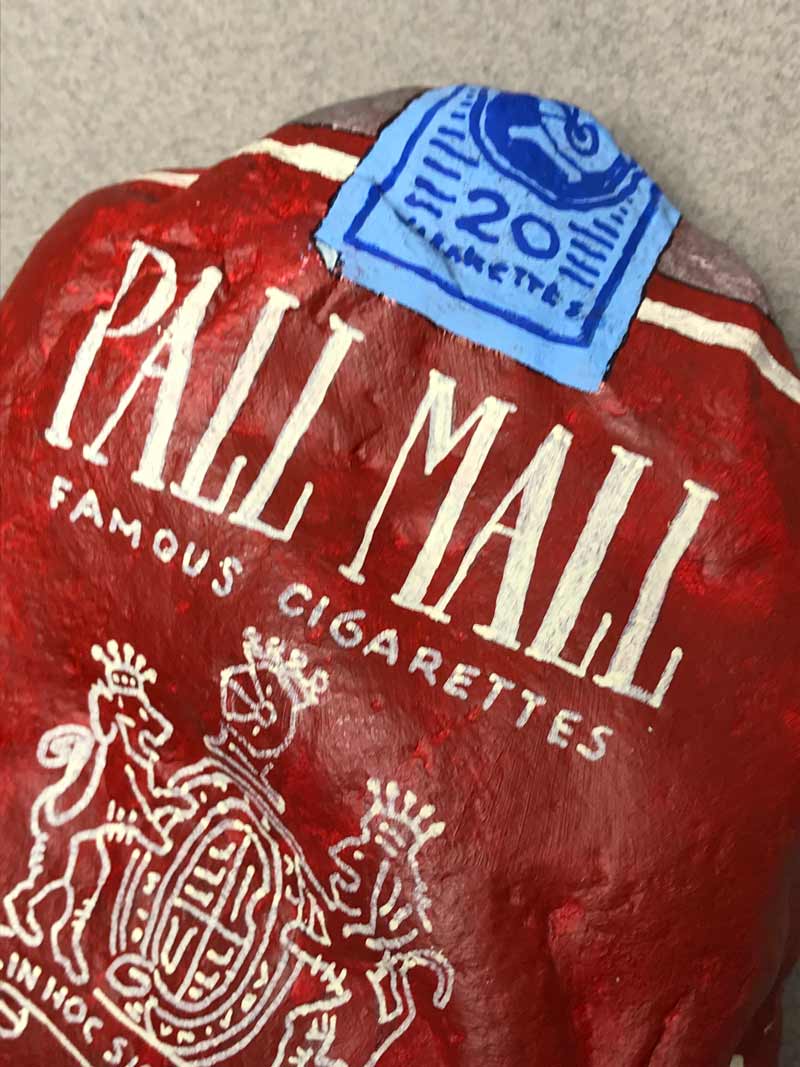 20
CIGARETTES
PALL MALL
FAMOUS CIGARETTES
IN HOC SI